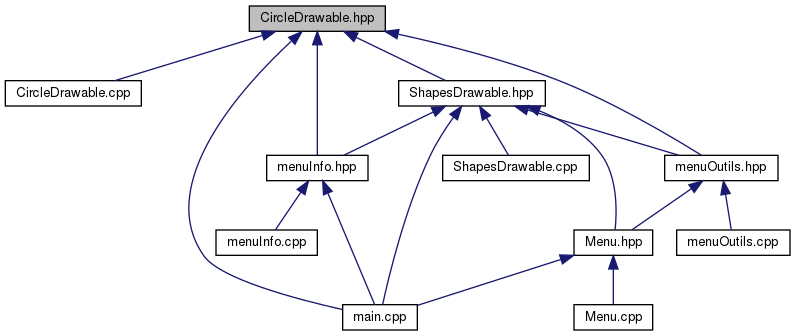 CircleDrawable.hpp
CircleDrawable.cpp
ShapesDrawable.hpp
menuInfo.hpp
ShapesDrawable.cpp
menuOutils.hpp
menuInfo.cpp
Menu.hpp
menuOutils.cpp
main.cpp
Menu.cpp